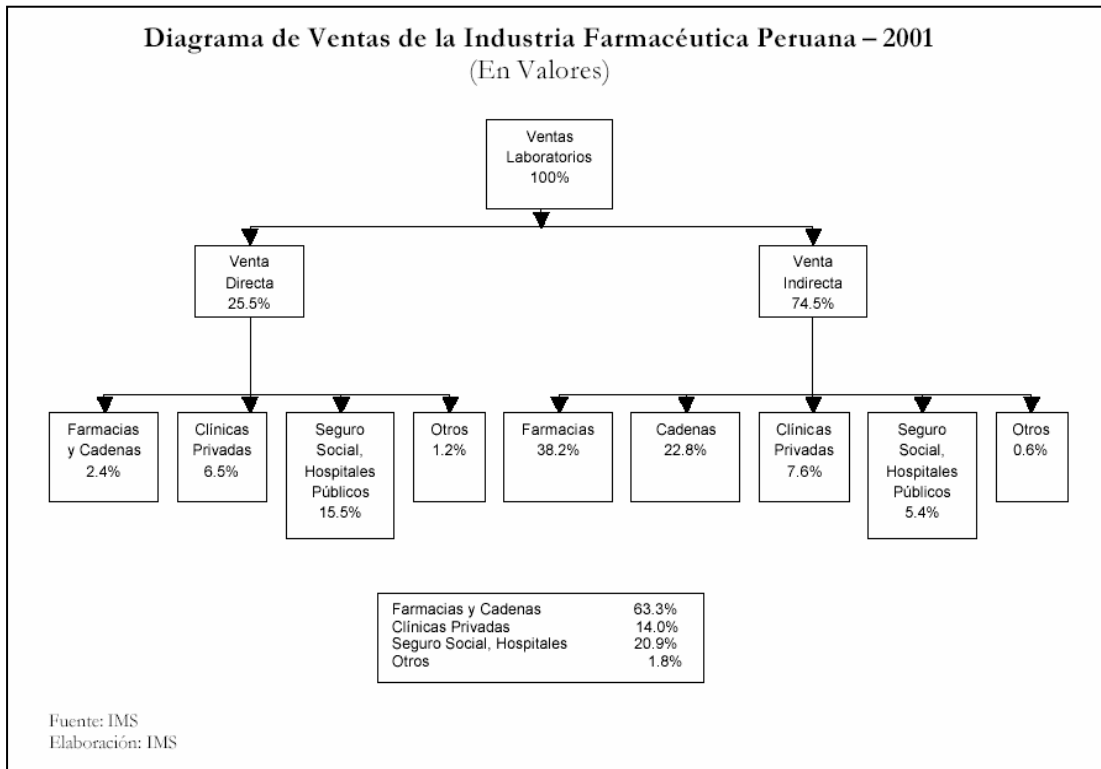 Diagrama de Ventas de la Industria Farmacéutica Peruana – 2001
(En Valores)
Ventas
Laboratorios
100%
Venta
Directa
25.5%
Venta
Indirecta
74.5%
Farmacias
y Cadenas
2.4%
Clínicas
Privadas
6.5%
Seguro
Social,
Hospitales
Públicos
15.5%
Otros
1.2%
Farmacias
38.2%
Cadenas
22.8%
Clínicas
Privadas
7.6%
Seguro
Social,
Hospitales
Públicos
5.4%
Otros
0.6%
Farmacias y Cadenas 63.3%
Clínicas Privadas 14.0%
Seguro Social, Hospitales 20.9%
Otros 1.8%
Fuente: IMS
Elaboración: IMS